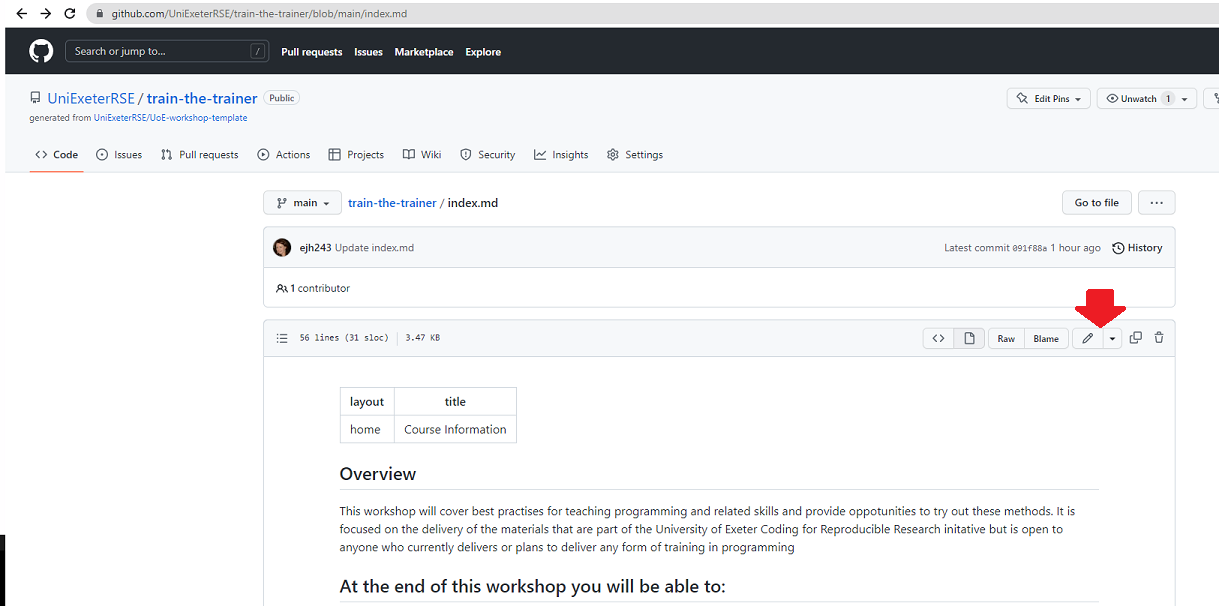 github.com/UniExeterRSE/train-the-trainer/blob/main/index.md
Search or jump to... /
Pull requests Issues Marketplace Explore
UniExeterRSE / train-the-trainer Public
Edit Pins Unwatch 1
generated from UniExeterRSE/UoE-workshop-template
Code Issues Pull requests Actions Projects Wiki Security Insights Settings
main train-the-trainer / index.md Go to file ...
ejh243 Update index.md Latest commit 091f88a 1 hour ago History
1 contributor
56 lines (31 sloc) 3.47 KB <> Raw Blame
layout title
home Course Information
Overview
This workshop will cover best practises for teaching programming and related skills and provide oppotunities to try out these methods. It is
focused on the delivery of the materials that are part of the University of Exeter Coding for Reproducible Research initative but is open to
anyone who currently delivers or plans to deliver any form of training in programming
At the end of this workshop you will be able to: